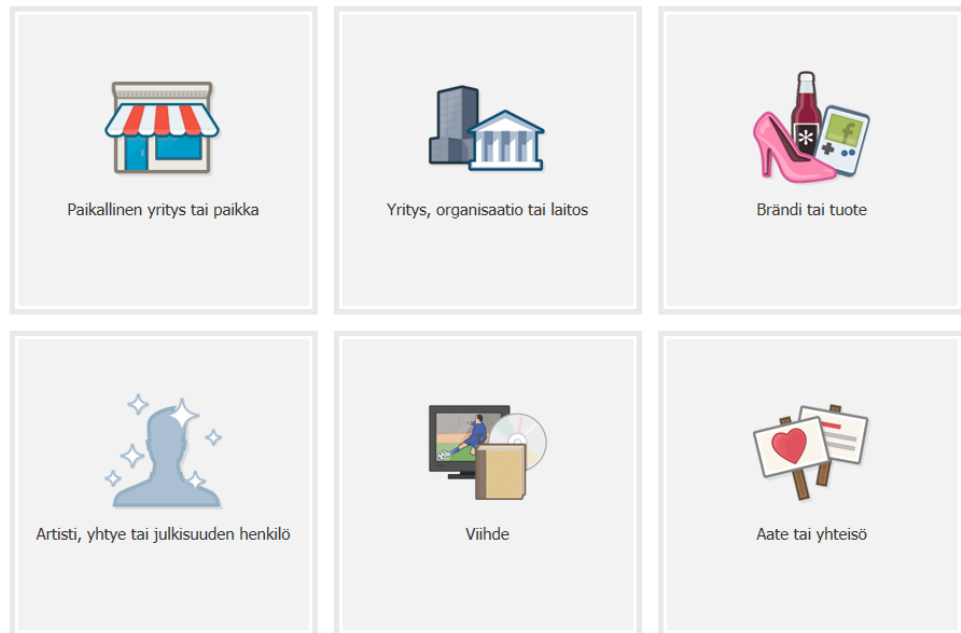 Paikallinen yritys tai paikka
Yritys, organisaatio tai laitos
Brändi tai tuote
Artisti, yhtye tai julkisuuden henkilö
Viihde
Aate tai yhteisö